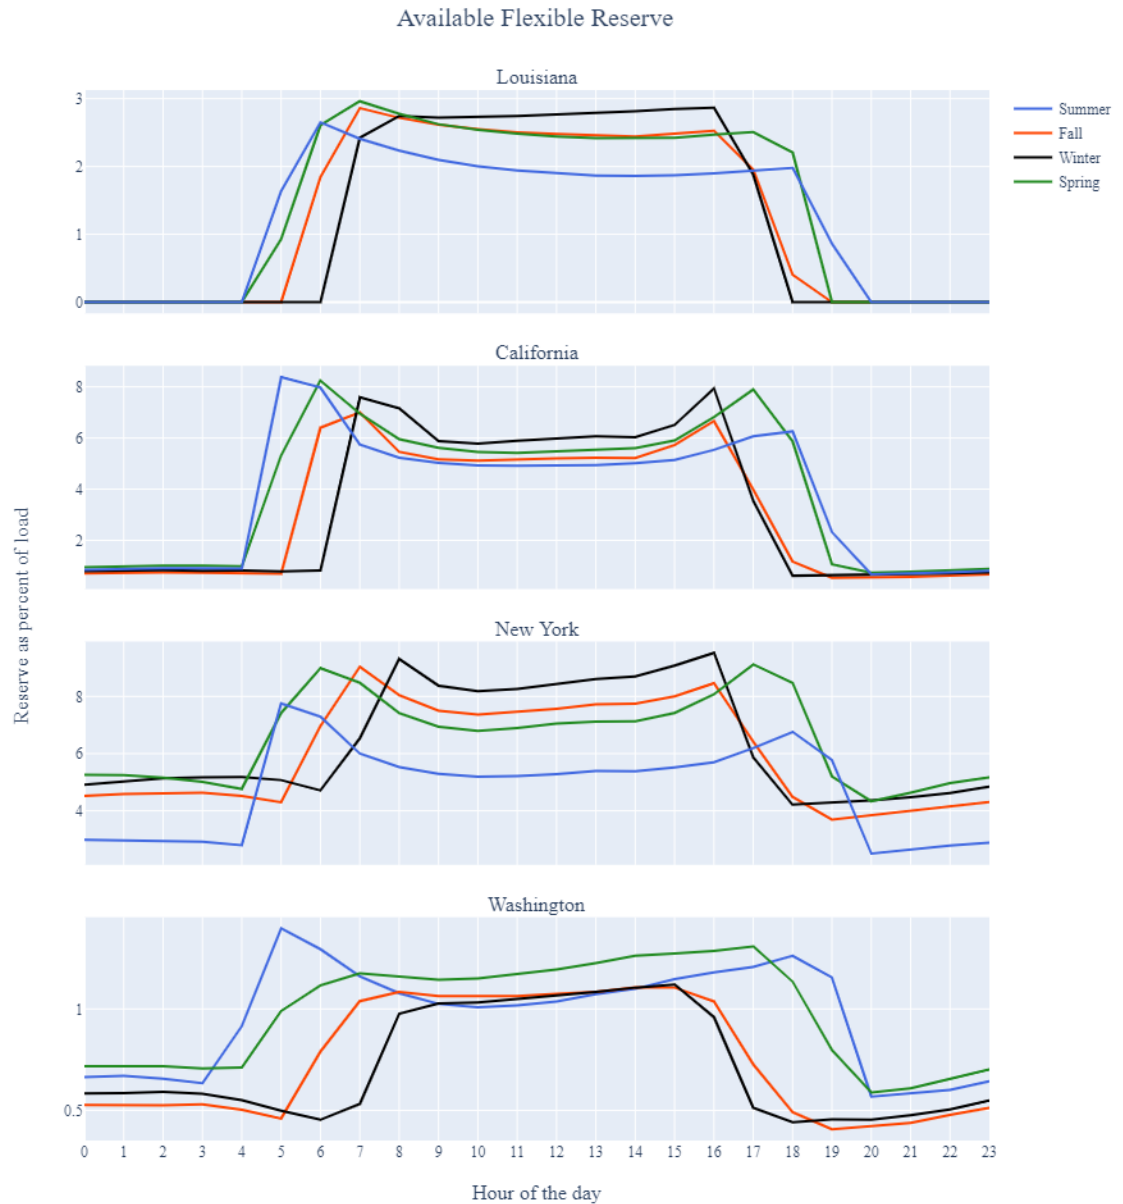 Available Flexible Reserve
Louisiana
3
2
1
0
Summer
Fall
Winter
Spring
California
8
6
4
2
Reserve as percent of load
New York
8
6
4
Washington
1
0.5
0 1 2 3 4 5 6 7 8 9 10 11 12 13 14 15 16 17 18 19 20 21 22 23
Hour of the day